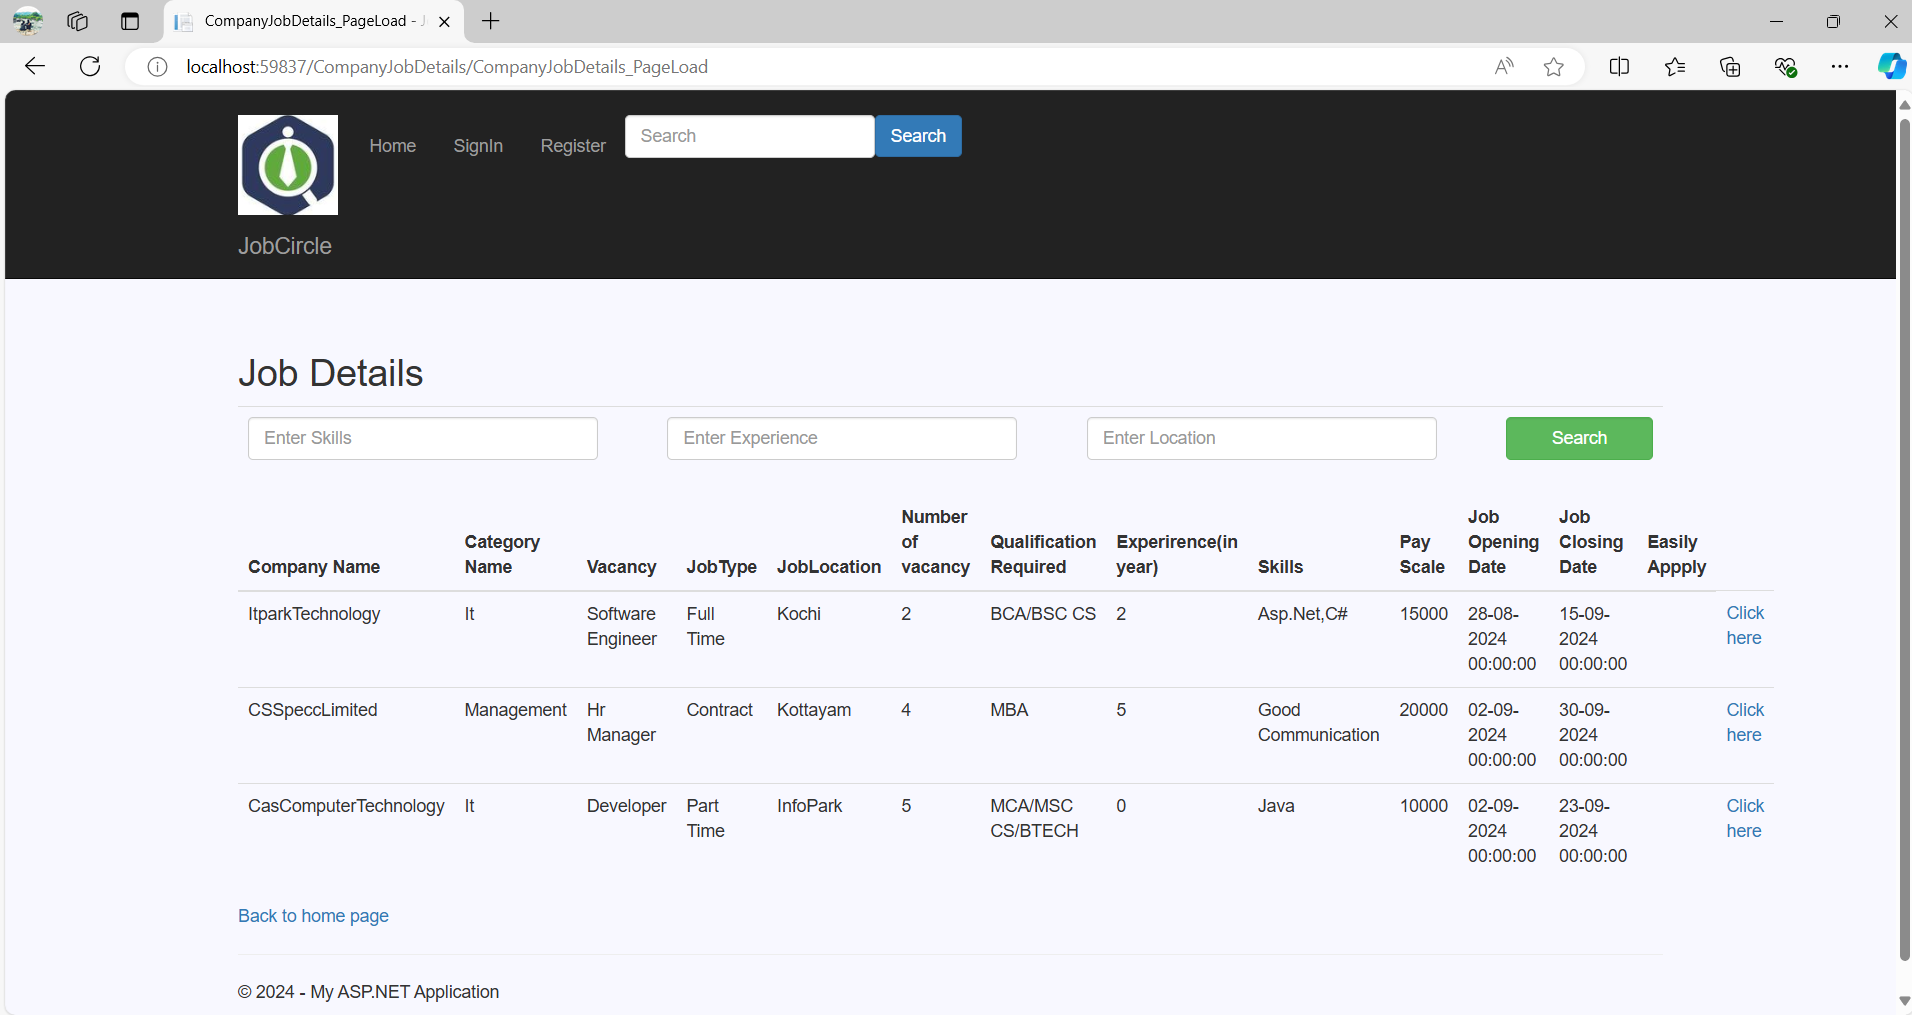 CompanyJobDetails_PageLoad - J
localhost:59837/CompanyJobDetails/CompanyJobDetails_PageLoad
Home SignIn Register Search Search
JobCircle
Job Details
Enter Skills Enter Experience Enter Location Search
Number Job Job
Category of Qualification Experirence(in Pay Opening Closing Easily
Company Name Name Vacancy JobType JobLocation vacancy Required year) Skills Scale Date Date Appply
ItparkTechnology It Software Full Kochi 2 BCA/BSC CS 2 Asp.Net,C# 15000 28-08- 15-09- Click
Engineer Time 2024 2024 here
00:00:00 00:00:00
CSSpeccLimited Management Hr Contract Kottayam 4 MBA 5 Good 20000 02-09- 30-09- Click
Manager Communication 2024 2024 here
00:00:00 00:00:00
CasComputerTechnology It Developer Part InfoPark 5 MCA/MSC 0 Java 10000 02-09- 23-09- Click
Time CS/BTECH 2024 2024 here
00:00:00 00:00:00
Back to home page
© 2024 - My ASP.NET Application